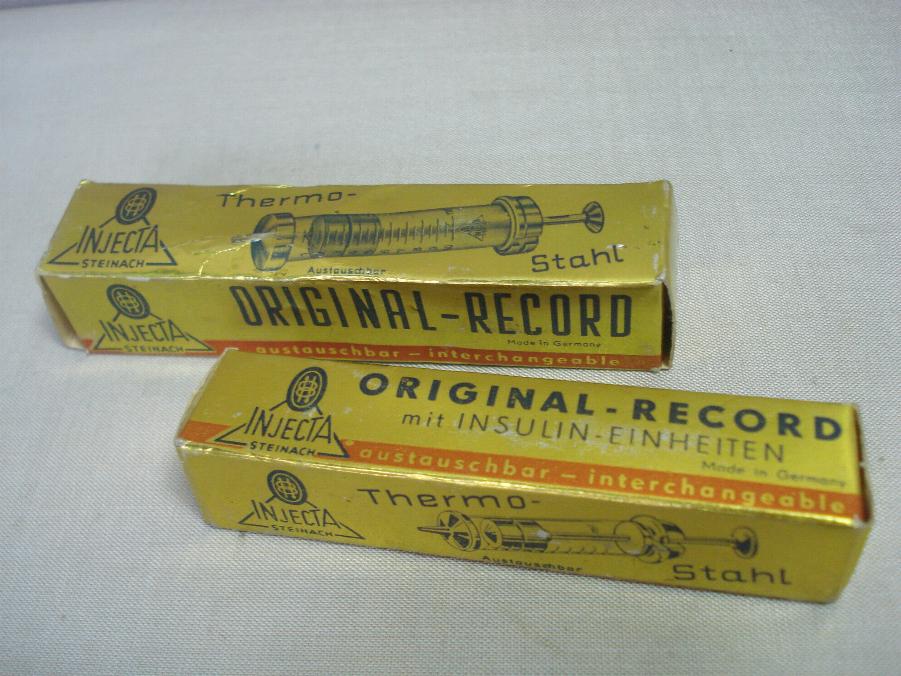 Thermo-
INJECTA
STEINACH
Austauschbar
Stahl
INJECTA
STEINACH
ORIGINAL-RECORD
Made in Germany
austauschbar – interchangeable
INJECTA
STEINACH
ORIGINAL-RECORD
mit INSULIN-EINHEITEN
Made in Germany
austauschbar – interchangeable
INJECTA
STEINACH
Thermo-
Austauschbar
Stahl